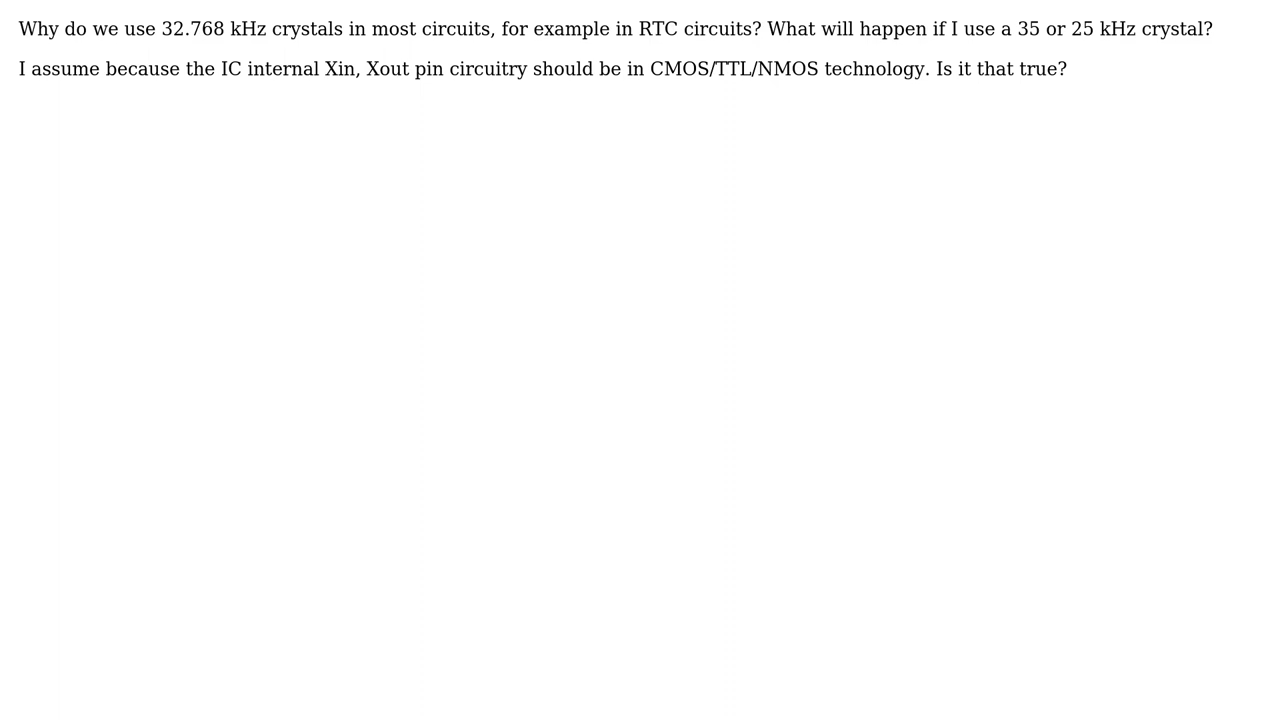 Why do we use 32.768 kHz crystals in most circuits, for example in RTC circuits? What will happen if I use a 35 or 25 kHz crystal?
I assume because the IC internal Xin, Xout pin circuitry should be in CMOS/TTL/NMOS technology. Is it that true?